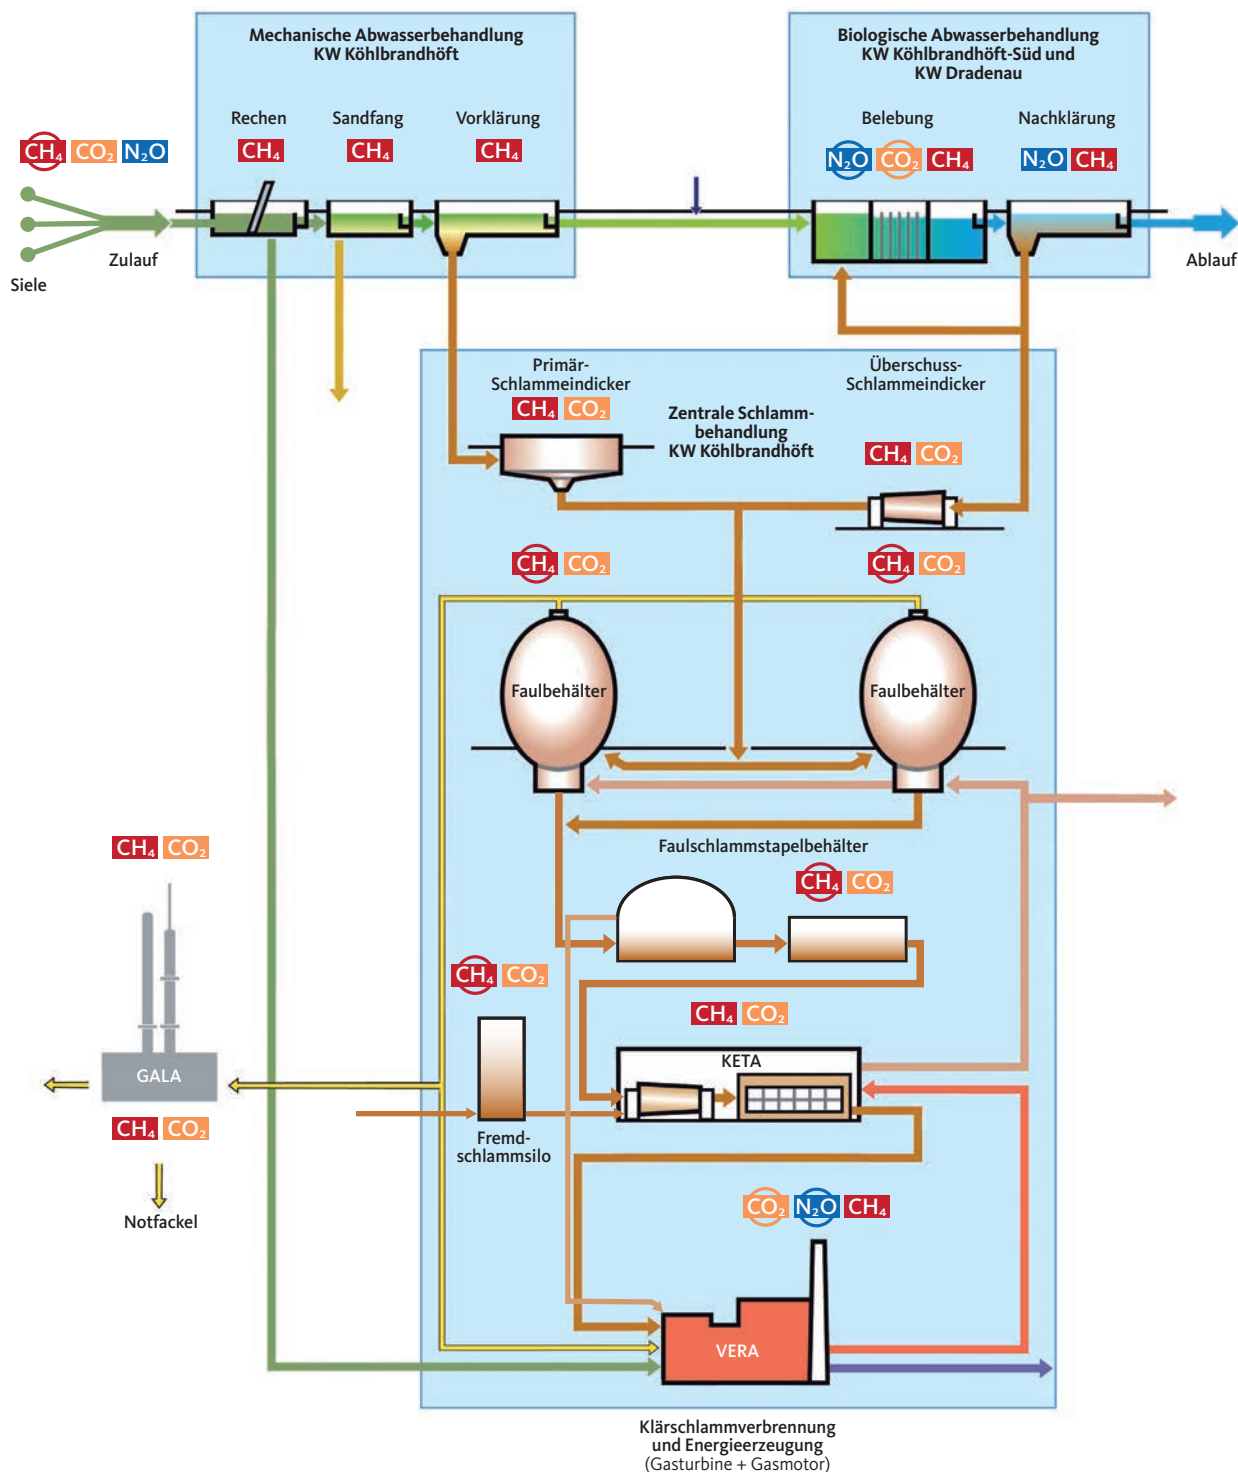 Mechanische Abwasserbehandlung
KW Köhlbrandhöft
Biologische Abwasserbehandlung
KW Köhlbrandhöft-Süd und
KW Dradenau
Rechen
Sandfang
Vorklärung
Belebung
Nachklärung
CH₄ CO₂ N₂O
CH₄
CH₄
CH₄
N₂O CO₂ CH₄
N₂O CH₄
Siele
Zulauf
Ablauf
Primär-
Schlammeindicker
CH₄ CO₂
Überschuss-
Schlammeindicker
CH₄ CO₂
Zentrale Schlamm-
behandlung
KW Köhlbrandhöft
CH₄ CO₂
CH₄ CO₂
Faulbehälter
Faulbehälter
Faulschlammstapelbehälter
CH₄ CO₂
CH₄ CO₂
GALA
CH₄ CO₂
Notfackel
CH₄ CO₂
Fremd-
schlammsilo
CH₄ CO₂
KETA
CO₂ N₂O CH₄
VERA
Klärschlammverbrennung
und Energieerzeugung
(Gasturbine + Gasmotor)